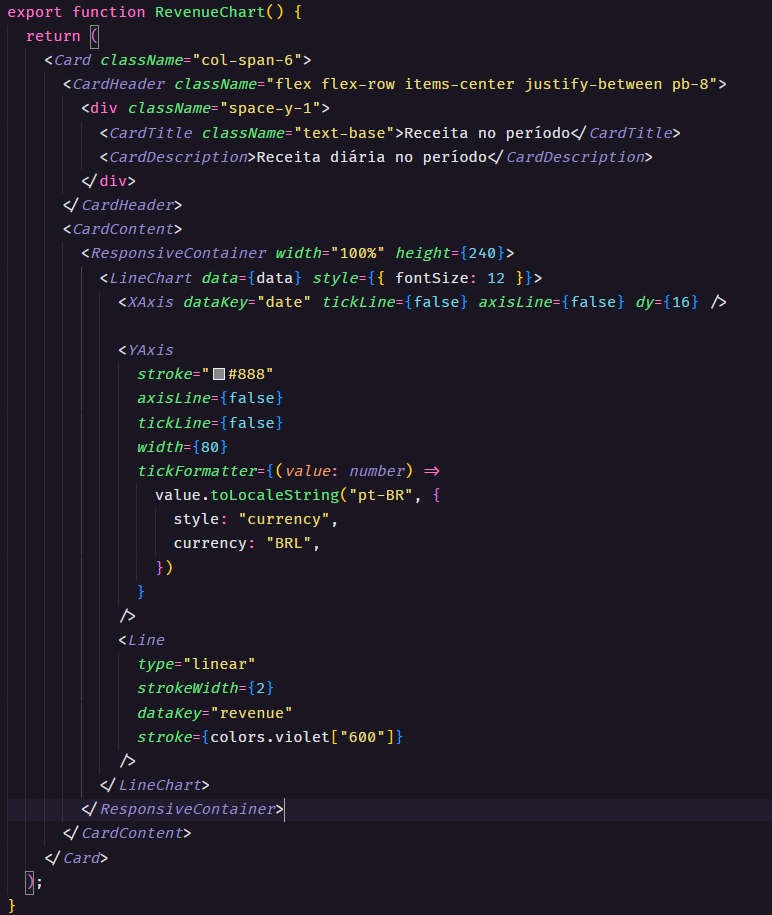 export function RevenueChart() {
  return (
    <Card className="col-span-6">
      <CardHeader className="flex flex-row items-center justify-between pb-8">
        <div className="space-y-1">
          <CardTitle className="text-base">Receita no período</CardTitle>
          <CardDescription>Receita diária no período</CardDescription>
        </div>
      </CardHeader>
      <CardContent>
        <ResponsiveContainer width="100%" height={240}>
          <LineChart data={data} style={{ fontSize: 12 }}>
            <XAxis dataKey="date" tickLine={false} axisLine={false} dy={16} />

            <YAxis
              stroke="#888"
              axisLine={false}
              tickLine={false}
              width={80}
              tickFormatter={(value: number) =>
                value.toLocaleString("pt-BR", {
                  style: "currency",
                  currency: "BRL",
                })
              }
            />
            <Line
              type="linear"
              strokeWidth={2}
              dataKey="revenue"
              stroke={colors.violet["600"]}
            />
          </LineChart>
        </ResponsiveContainer>
      </CardContent>
    </Card>
  );
}